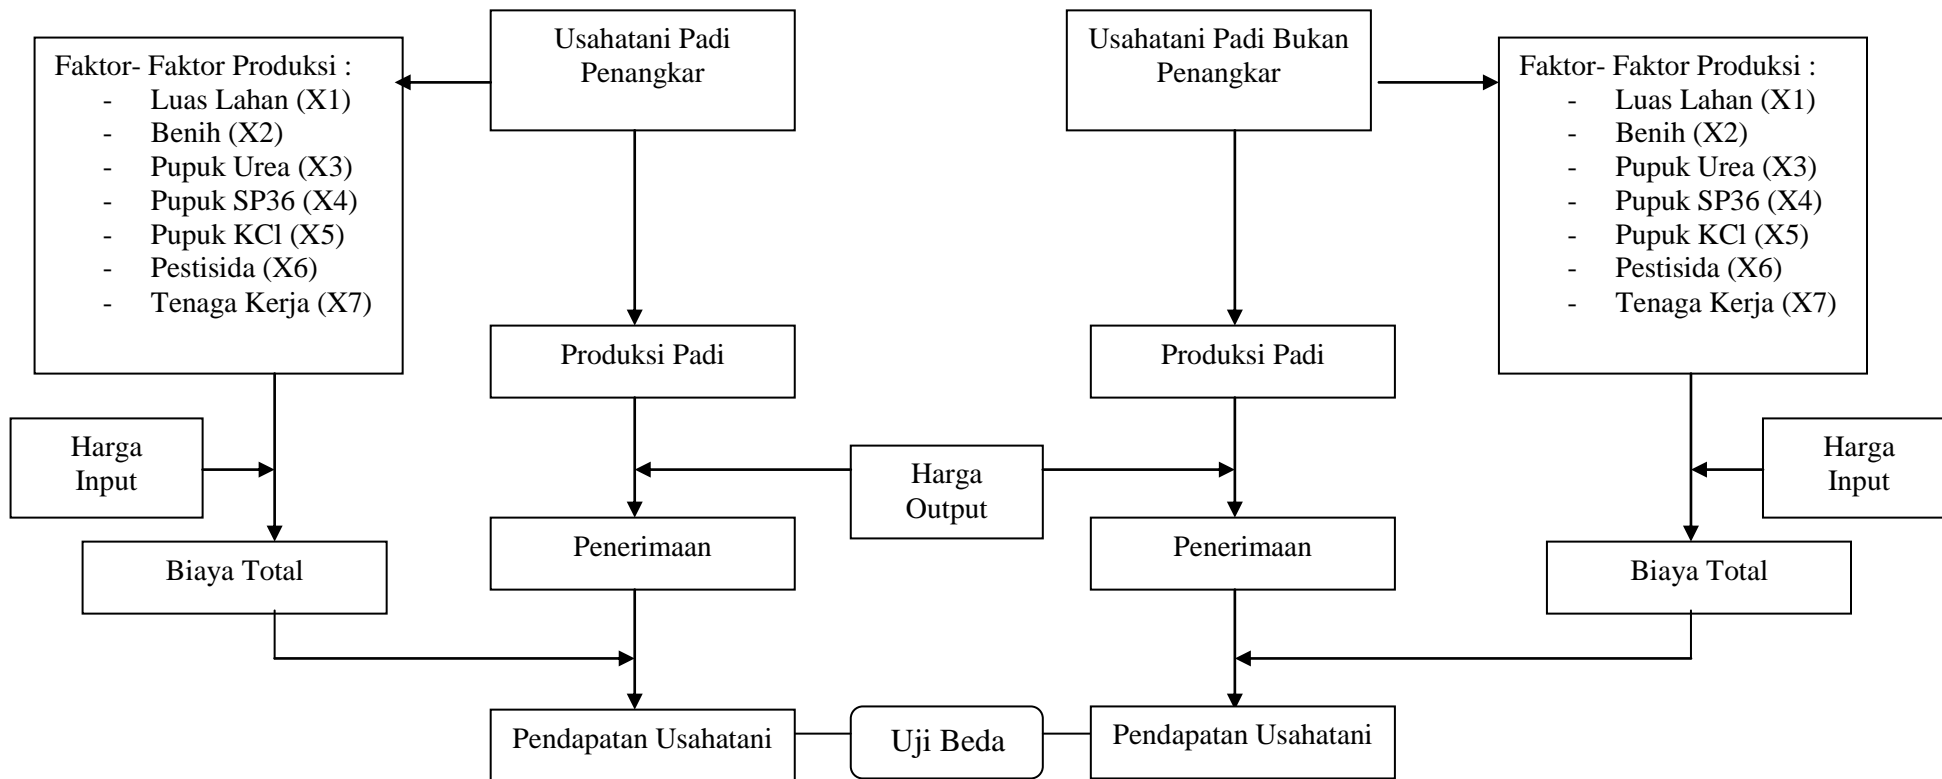 Usahatani Padi
Penangkar
Usahatani Padi Bukan
Penangkar
Faktor- Faktor Produksi :
- Luas Lahan (X1)
- Benih (X2)
- Pupuk Urea (X3)
- Pupuk SP36 (X4)
- Pupuk KCl (X5)
- Pestisida (X6)
- Tenaga Kerja (X7)
Faktor- Faktor Produksi :
- Luas Lahan (X1)
- Benih (X2)
- Pupuk Urea (X3)
- Pupuk SP36 (X4)
- Pupuk KCl (X5)
- Pestisida (X6)
- Tenaga Kerja (X7)
Produksi Padi
Produksi Padi
Harga
Input
Harga
Output
Harga
Input
Biaya Total
Penerimaan
Penerimaan
Biaya Total
Pendapatan Usahatani
Uji Beda
Pendapatan Usahatani